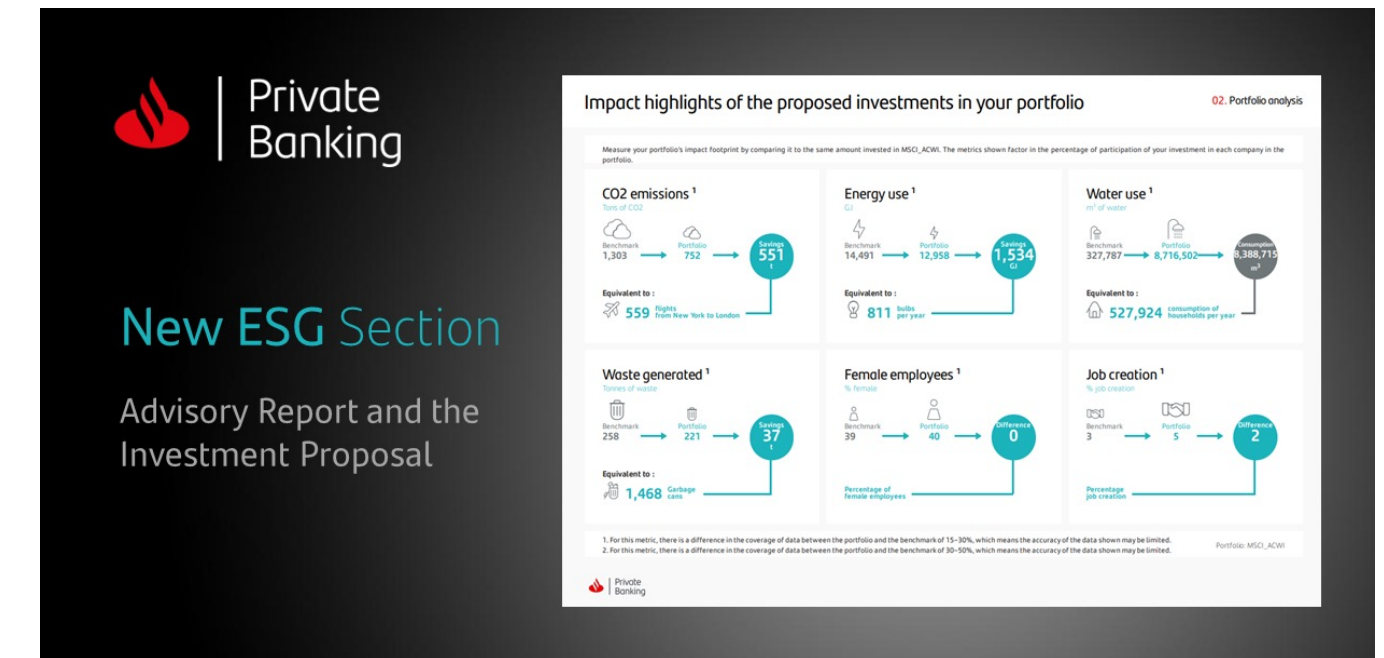 Private
Banking
New ESG Section
Advisory Report and the
Investment Proposal
Impact highlights of the proposed investments in your portfolio
02. Portfolio analysis
Measure your portfolio's impact footprint by comparing it to the same amount invested in MSCI_ACWI. The metrics shown factor in the percentage of participation of your investment in each company in the
portfolio.
CO2 emissions ¹
Tons of CO2
Benchmark
1,303
Portfolio
752
Savings
551
t
Equivalent to :
559 flights
from New York to London
Energy use ¹
GJ
Benchmark
14,491
Portfolio
12,958
Savings
1,534
GJ
Equivalent to :
811 bulbs
per year
Water use ¹
m³ of water
Benchmark
327,787
Portfolio
8,716,502
Consumption
8,388,715
m³
Equivalent to :
527,924 consumption of
households per year
Waste generated ¹
Tonnes of waste
Benchmark
258
Portfolio
221
Savings
37
t
Equivalent to :
1,468 Garbage
cans
Female employees ¹
% female
Benchmark
39
Portfolio
40
Difference
0
Percentage of
female employees
Job creation ¹
% job creation
Benchmark
3
Portfolio
5
Difference
2
Percentage
job creation
1. For this metric, there is a difference in the coverage of data between the portfolio and the benchmark of 15–30%, which means the accuracy of the data shown may be limited.
2. For this metric, there is a difference in the coverage of data between the portfolio and the benchmark of 30–50%, which means the accuracy of the data shown may be limited.
Portfolio: MSCI_ACWI
Private
Banking